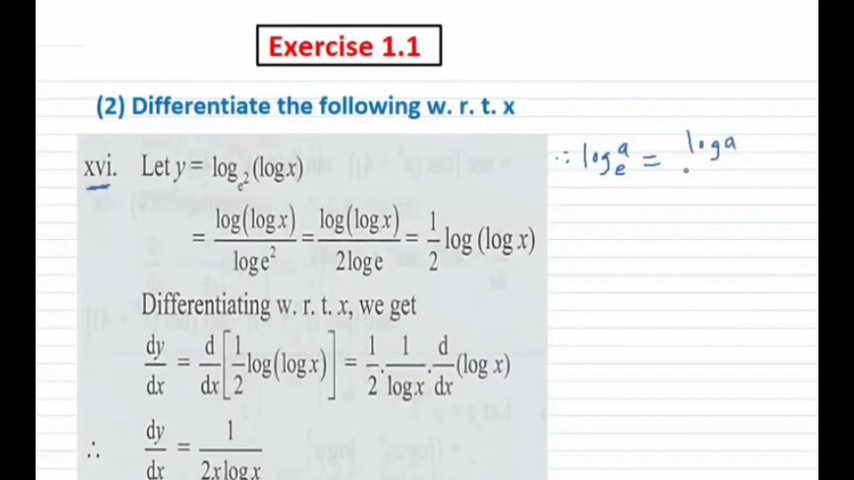 Exercise 1.1
(2) Differentiate the following w. r. t. x
xvi. Let y = log_{e^2}(log x)
∵ log_e^a = log a
= log(log x)/log e^2 = log(log x)/2 log e = 1/2 log (log x)
Differentiating w. r. t. x, we get
dy/dx = d/dx [1/2 log(log x)] = 1/2 . 1/log x . d/dx (log x)
∴ dy/dx = 1/2x log x